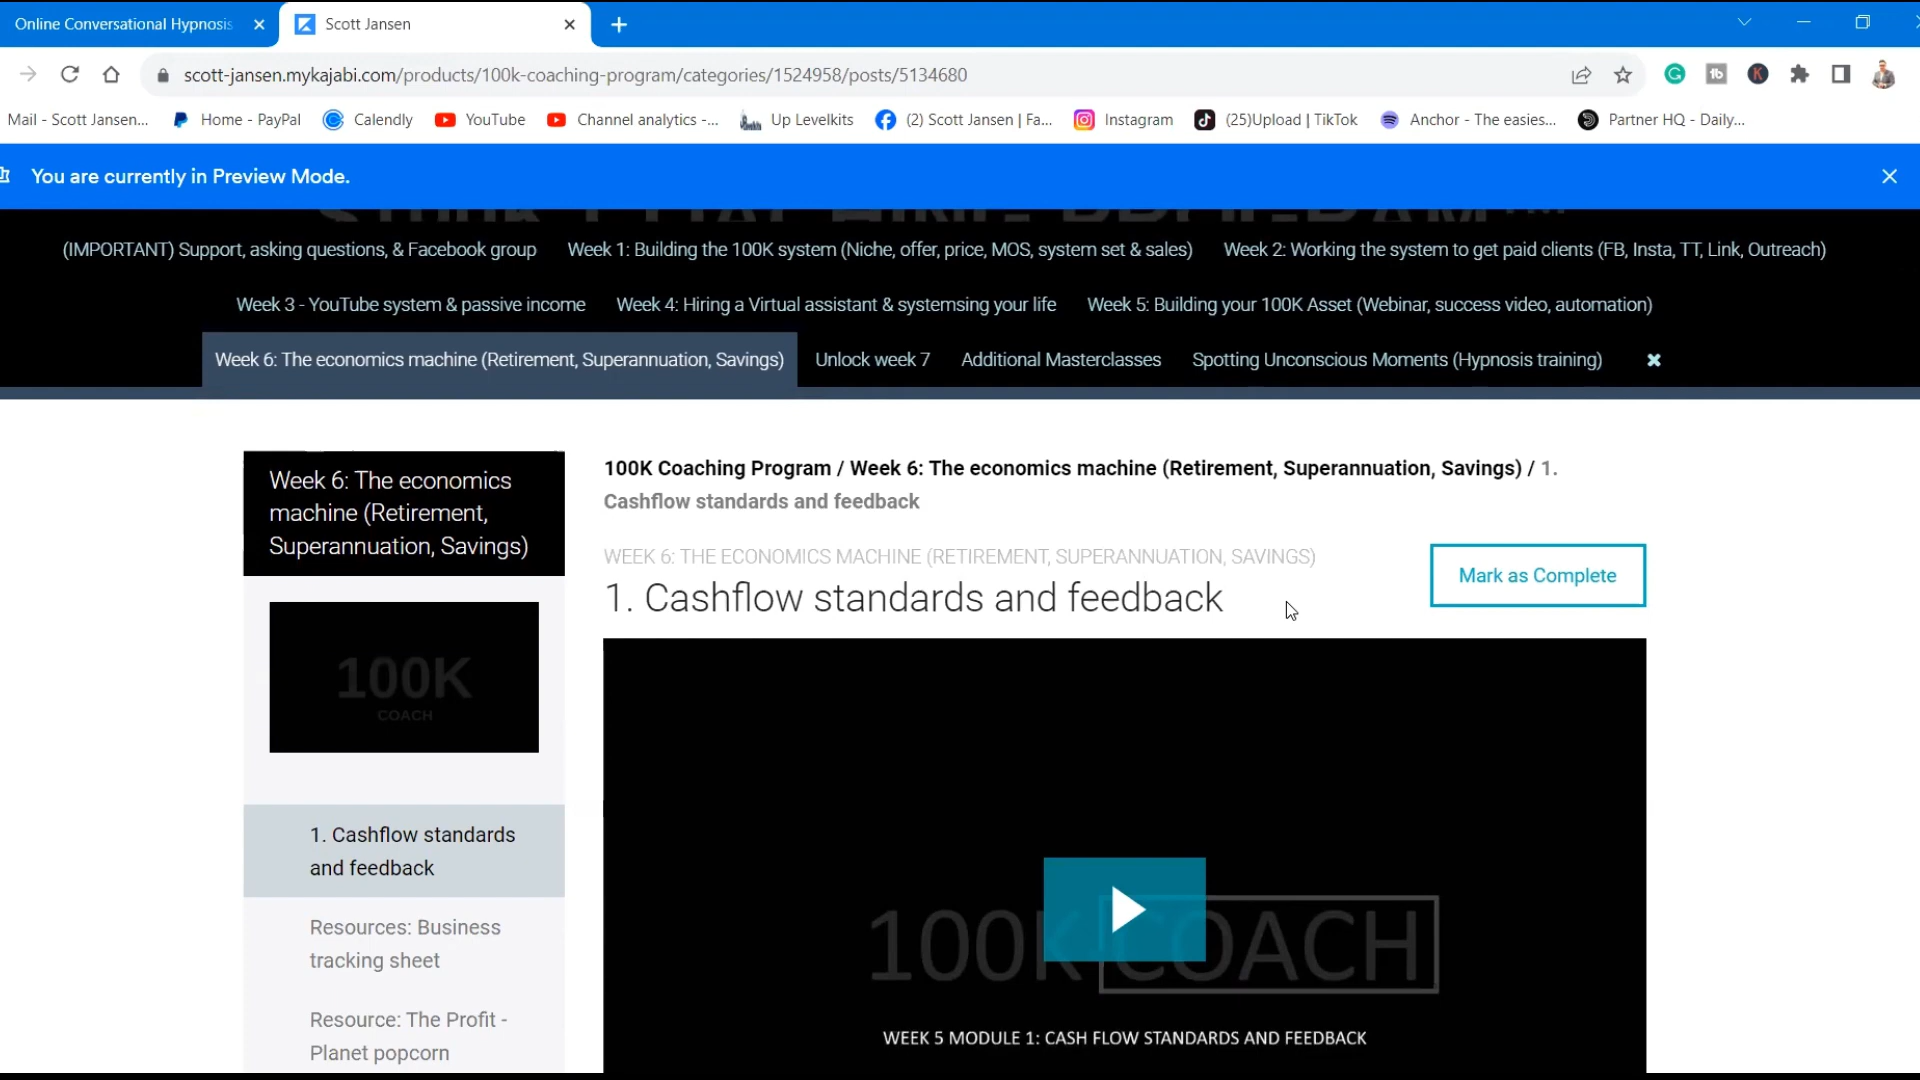 Online Conversational Hypnosis
Scott Jansen
scott-jansen.mykajabi.com/products/100k-coaching-program/categories/1524958/posts/5134680
Mail - Scott Jansen...
Home - PayPal
Calendly
YouTube
Channel analytics -...
Up Levelkits
(2) Scott Jansen | Fa...
Instagram
(25)Upload | TikTok
Anchor - The easies...
Partner HQ - Daily...
You are currently in Preview Mode.
(IMPORTANT) Support, asking questions, & Facebook group
Week 1: Building the 100K system (Niche, offer, price, MOS, system set & sales)
Week 2: Working the system to get paid clients (FB, Insta, TT, Link, Outreach)
Week 3 - YouTube system & passive income
Week 4: Hiring a Virtual assistant & systemsing your life
Week 5: Building your 100K Asset (Webinar, success video, automation)
Week 6: The economics machine (Retirement, Superannuation, Savings)
Unlock week 7
Additional Masterclasses
Spotting Unconscious Moments (Hypnosis training)
Week 6: The economics
machine (Retirement,
Superannuation, Savings)
100K
COACH
1. Cashflow standards
and feedback
Resources: Business
tracking sheet
Resource: The Profit -
Planet popcorn
100K Coaching Program / Week 6: The economics machine (Retirement, Superannuation, Savings) / 1.
Cashflow standards and feedback
WEEK 6: THE ECONOMICS MACHINE (RETIREMENT, SUPERANNUATION, SAVINGS)
1. Cashflow standards and feedback
Mark as Complete
100K COACH
WEEK 5 MODULE 1: CASH FLOW STANDARDS AND FEEDBACK